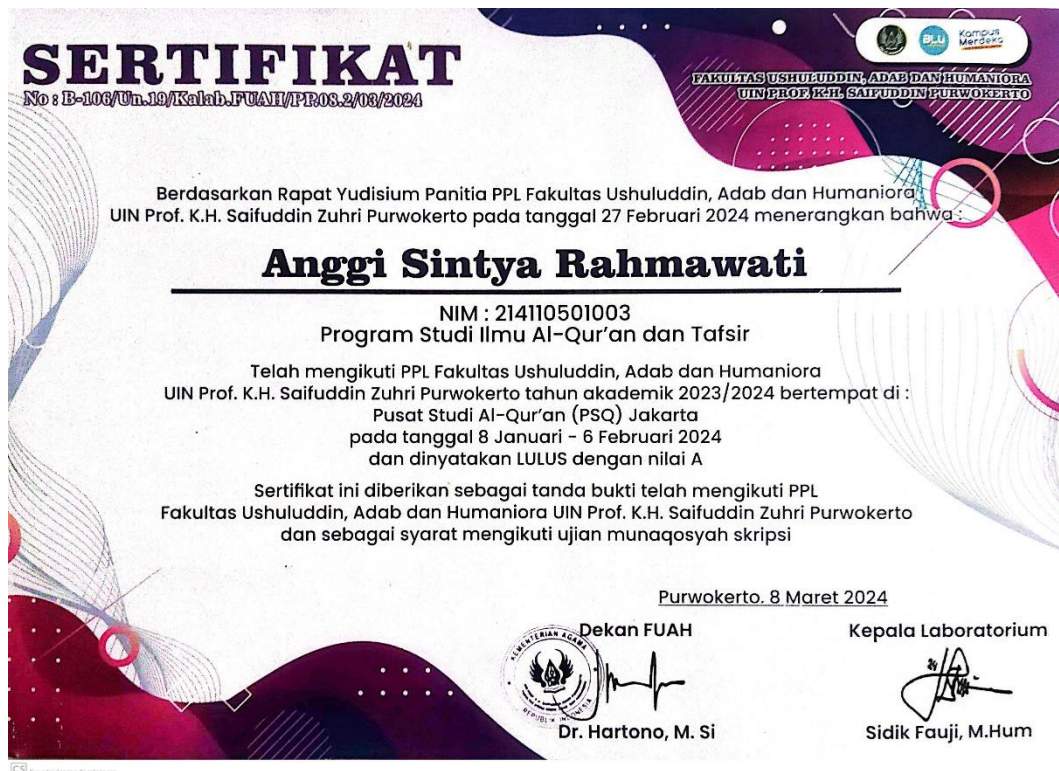 SERTIFIKAT
No : B-106/Un.19/Kalab.FUAH/PP.08.2/03/2024
BLU
Kampus
Merdeka
FAKULTAS USHULUDDIN, ADAB DAN HUMANIORA
UIN PROF. K.H. SAIFUDDIN PURWOKERTO
Berdasarkan Rapat Yudisium Panitia PPL Fakultas Ushuluddin, Adab dan Humaniora
UIN Prof. K.H. Saifuddin Zuhri Purwokerto pada tanggal 27 Februari 2024 menerangkan bahwa :
Anggi Sintya Rahmawati
NIM : 214110501003
Program Studi Ilmu Al-Qur'an dan Tafsir
Telah mengikuti PPL Fakultas Ushuluddin, Adab dan Humaniora
UIN Prof. K.H. Saifuddin Zuhri Purwokerto tahun akademik 2023/2024 bertempat di :
Pusat Studi Al-Qur'an (PSQ) Jakarta
pada tanggal 8 Januari - 6 Februari 2024
dan dinyatakan LULUS dengan nilai A
Sertifikat ini diberikan sebagai tanda bukti telah mengikuti PPL
Fakultas Ushuluddin, Adab dan Humaniora UIN Prof. K.H. Saifuddin Zuhri Purwokerto
dan sebagai syarat mengikuti ujian munaqosyah skripsi
Purwokerto. 8 Maret 2024
Dekan FUAH
Kepala Laboratorium
KEMENTERIAN AGAMA
REPUBLIK INDONESIA
Dr. Hartono, M. Si
Sidik Fauji, M.Hum
CS